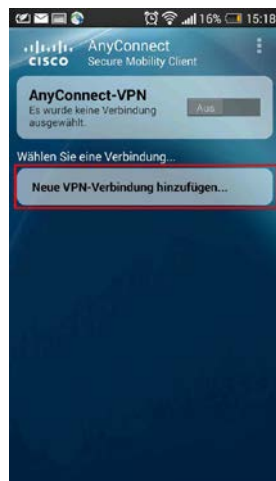 16% 15:18
AnyConnect
CISCO Secure Mobility Client
AnyConnect-VPN
Es wurde keine Verbindung
ausgewählt.
Aus
Wählen Sie eine Verbindung...
Neue VPN-Verbindung hinzufügen...